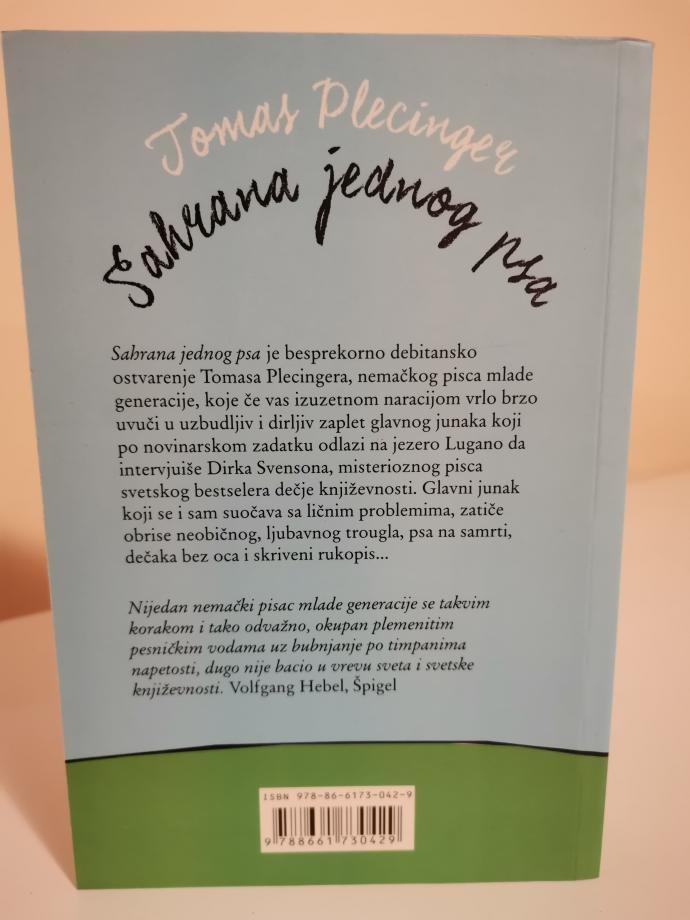 Tomas Plecinger
Sahrana jednog psa
Sahrana jednog psa je besprekorno debitansko
ostvarenje Tomasa Plecingera, nemačkog pisca mlade
generacije, koje če vas izuzetnom naracijom vrlo brzo
uvuči u uzbudljiv i dirljiv zaplet glavnog junaka koji
po novinarskom zadatku odlazi na jezero Lugano da
intervjuiše Dirka Svensona, misterioznog pisca
svetskog bestselera dečje književnosti. Glavni junak
koji se i sam suočava sa ličnim problemima, zatiče
obrise neobičnog, ljubavnog trougla, psa na samrti,
dečaka bez oca i skriveni rukopis...
Nijedan nemački pisac mlade generacije se takvim
korakom i tako odvažno, okupan plemenitim
pesničkim vodama uz bubnjanje po timpanima
napetosti, dugo nije bacio u vrevu sveta i svetske
književnosti. Volfgang Hebel, Špigel
ISBN 978-86-6173-042-9
9 788661 730429